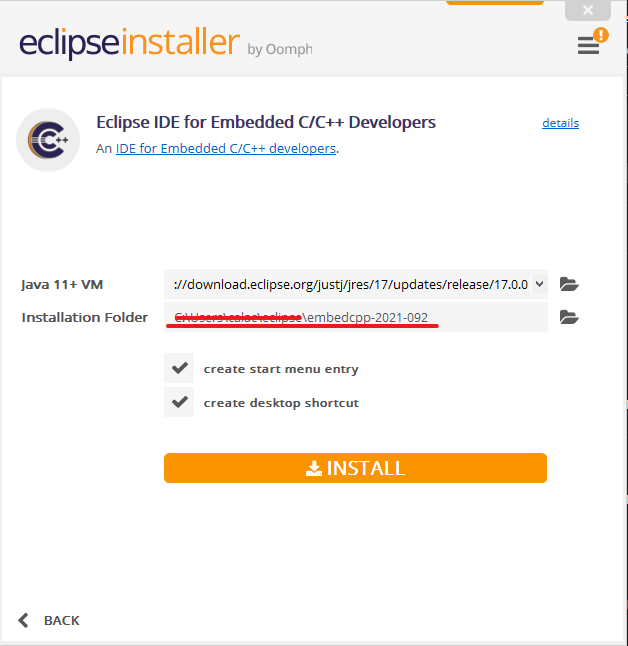 eclipseinstaller by Oomph
!
Eclipse IDE for Embedded C/C++ Developers
details
An IDE for Embedded C/C++ developers.
Java 11+ VM
://download.eclipse.org/justj/jres/17/updates/release/17.0.0
Installation Folder
\embedcpp-2021-092
create start menu entry
create desktop shortcut
INSTALL
BACK